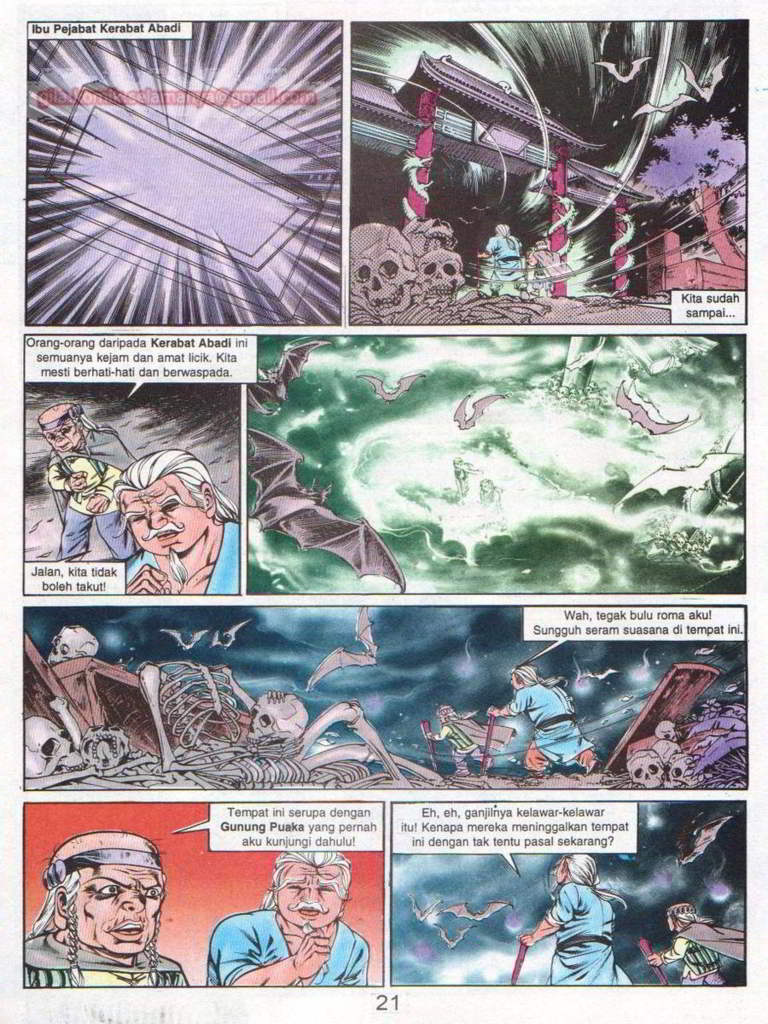 Ibu Pejabat Kerabat Abadi
Kita sudah
sampai...
Orang-orang daripada Kerabat Abadi ini
semuanya kejam dan amat licik. Kita
mesti berhati-hati dan berwaspada.
Jalan, kita tidak
boleh takut!
Wah, tegak bulu roma aku!
Sungguh seram suasana di tempat ini.
Tempat ini serupa dengan
Gunung Puaka yang pernah
aku kunjungi dahulu!
Eh, eh, ganjilnya kelawar-kelawar
itu! Kenapa mereka meninggalkan tempat
ini dengan tak tentu pasal sekarang?
21